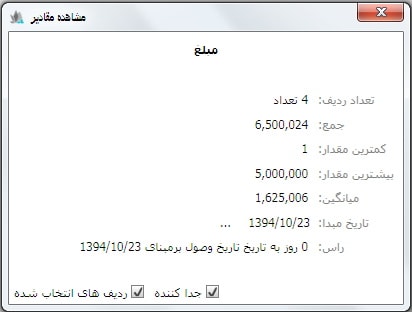 مشاهده مقادیر
مبلغ
تعداد ردیف: 4 تعداد
جمع: 6,500,024
کمترین مقدار: 1
بیشترین مقدار: 5,000,000
میانگین: 1,625,006
تاریخ مبدا: 1394/10/23 ...
راس: 0 روز به تاریخ تاریخ وصول برمبنای 1394/10/23
جدا کننده ردیف های انتخاب شده